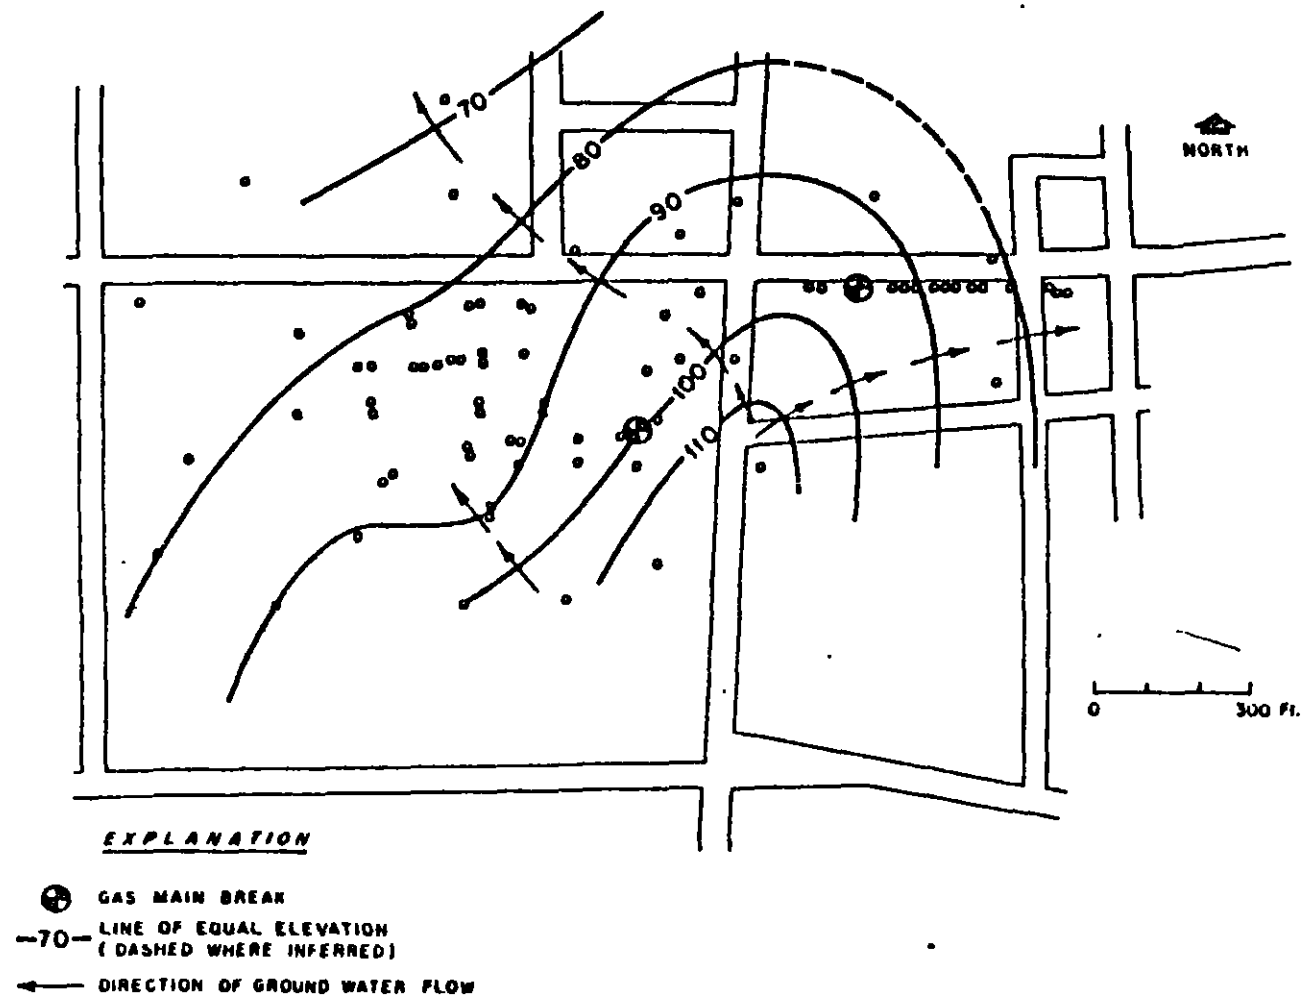 70
80
NORTH
90
100
110
0 300 Ft.
EXPLANATION
GAS MAIN BREAK
—70— LINE OF EQUAL ELEVATION
(DASHED WHERE INFERRED)
DIRECTION OF GROUND WATER FLOW